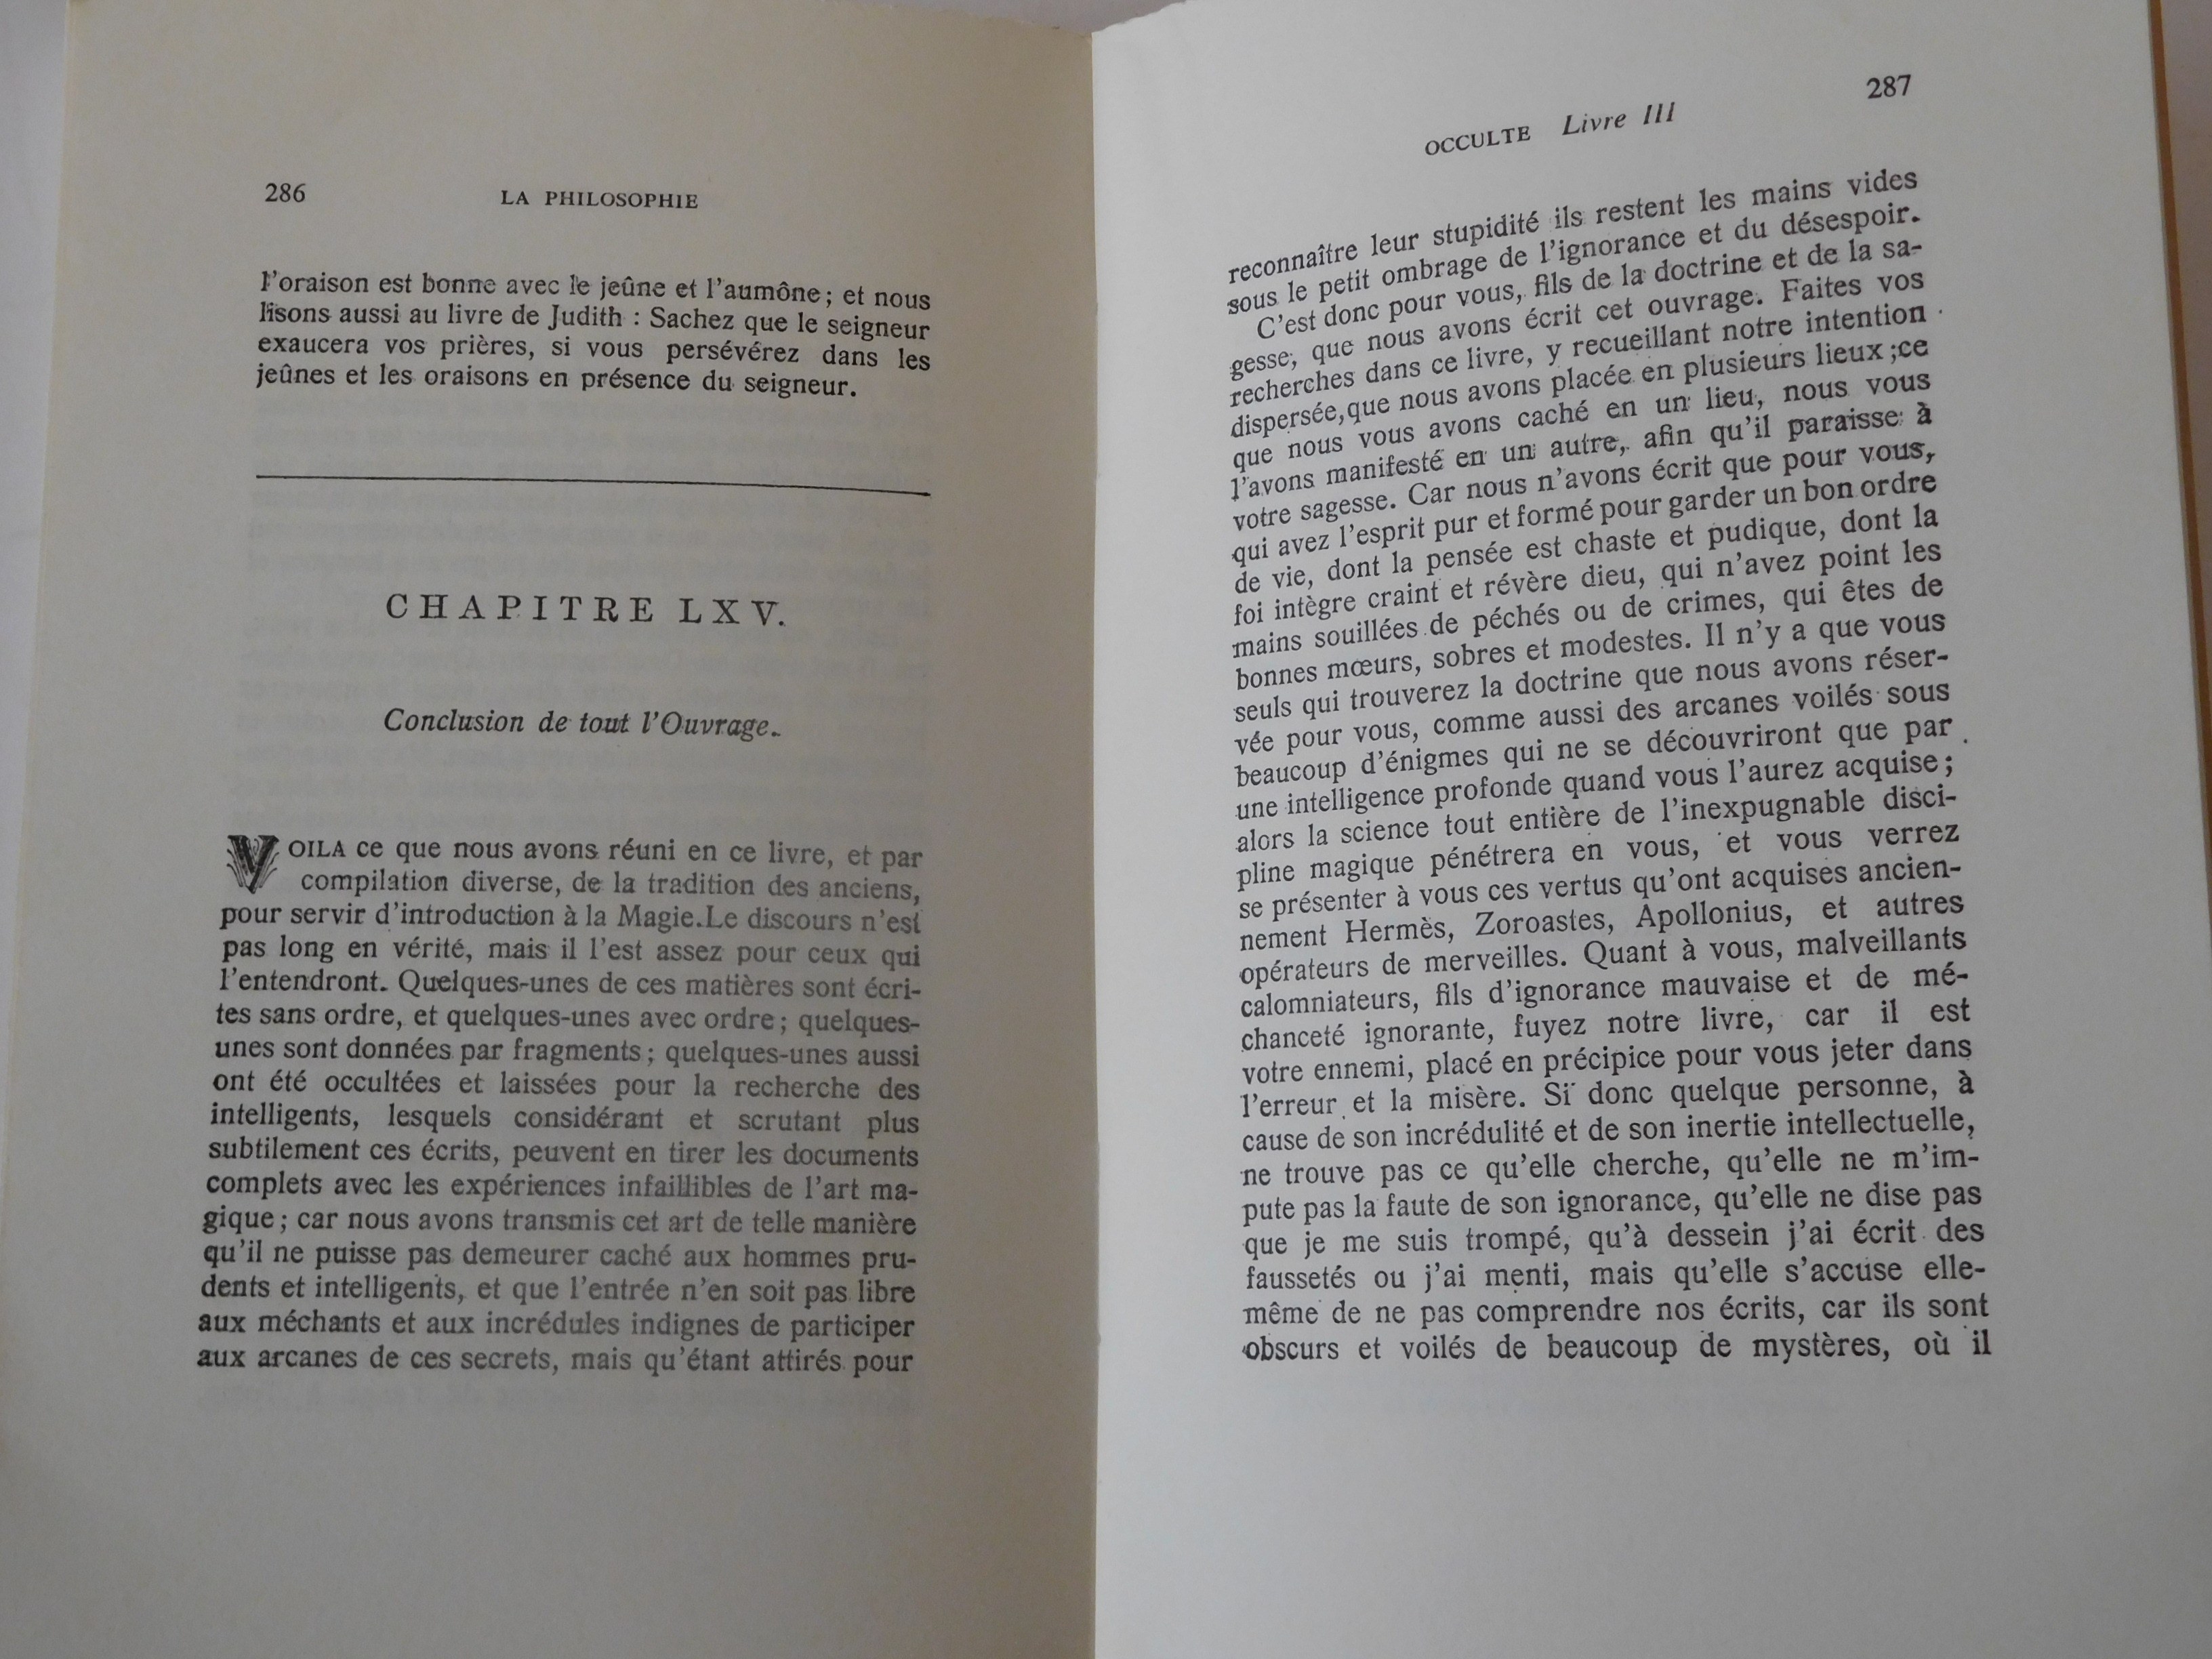 286
LA PHILOSOPHIE
l'oraison est bonne avec le jeûne et l'aumône; et nous
lisons aussi au livre de Judith : Sachez que le seigneur
exaucera vos prières, si vous persévérez dans les
jeûnes et les oraisons en présence du seigneur.
CHAPITRE LXV.
Conclusion de tout l'Ouvrage.
VOILA ce que nous avons réuni en ce livre, et par
compilation diverse, de la tradition des anciens,
pour servir d'introduction à la Magie.Le discours n'est
pas long en vérité, mais il l'est assez pour ceux qui
l'entendront. Quelques-unes de ces matières sont écri-
tes sans ordre, et quelques-unes avec ordre; quelques-
unes sont données par fragments; quelques-unes aussi
ont été occultées et laissées pour la recherche des
intelligents, lesquels considérant et scrutant plus
subtilement ces écrits, peuvent en tirer les documents
complets avec les expériences infaillibles de l'art ma-
gique; car nous avons transmis cet art de telle manière
qu'il ne puisse pas demeurer caché aux hommes pru-
dents et intelligents, et que l'entrée n'en soit pas libre
aux méchants et aux incrédules indignes de participer
aux arcanes de ces secrets, mais qu'étant attirés pour
287
OCCULTE Livre III
reconnaître leur stupidité ils restent les mains vides
sous le petit ombrage de l'ignorance et du désespoir.
C'est donc pour vous, fils de la doctrine et de la sa-
gesse, que nous avons écrit cet ouvrage. Faites vos
recherches dans ce livre, y recueillant notre intention
dispersée,que nous avons placée en plusieurs lieux ;ce
que nous vous avons caché en un lieu, nous vous
l'avons manifesté en un autre, afin qu'il paraisse à
votre sagesse. Car nous n'avons écrit que pour vous,
qui avez l'esprit pur et formé pour garder un bon ordre
de vie, dont la pensée est chaste et pudique, dont la
foi intègre craint et révère dieu, qui n'avez point les
mains souillées de péchés ou de crimes, qui êtes de
bonnes mœurs, sobres et modestes. Il n'y a que vous
seuls qui trouverez la doctrine que nous avons réser-
vée pour vous, comme aussi des arcanes voilés sous
beaucoup d'énigmes qui ne se découvriront que par
une intelligence profonde quand vous l'aurez acquise;
alors la science tout entière de l'inexpugnable disci-
pline magique pénétrera en vous, et vous verrez
se présenter à vous ces vertus qu'ont acquises ancien-
nement Hermès, Zoroastes, Apollonius, et autres
opérateurs de merveilles. Quant à vous, malveillants
calomniateurs, fils d'ignorance mauvaise et de mé-
chanceté ignorante, fuyez notre livre, car il est
votre ennemi, placé en précipice pour vous jeter dans
l'erreur et la misère. Si donc quelque personne, à
cause de son incrédulité et de son inertie intellectuelle,
ne trouve pas ce qu'elle cherche, qu'elle ne m'im-
pute pas la faute de son ignorance, qu'elle ne dise pas
que je me suis trompé, qu'à dessein j'ai écrit des
faussetés ou j'ai menti, mais qu'elle s'accuse elle-
même de ne pas comprendre nos écrits, car ils sont
obscurs et voilés de beaucoup de mystères, où il